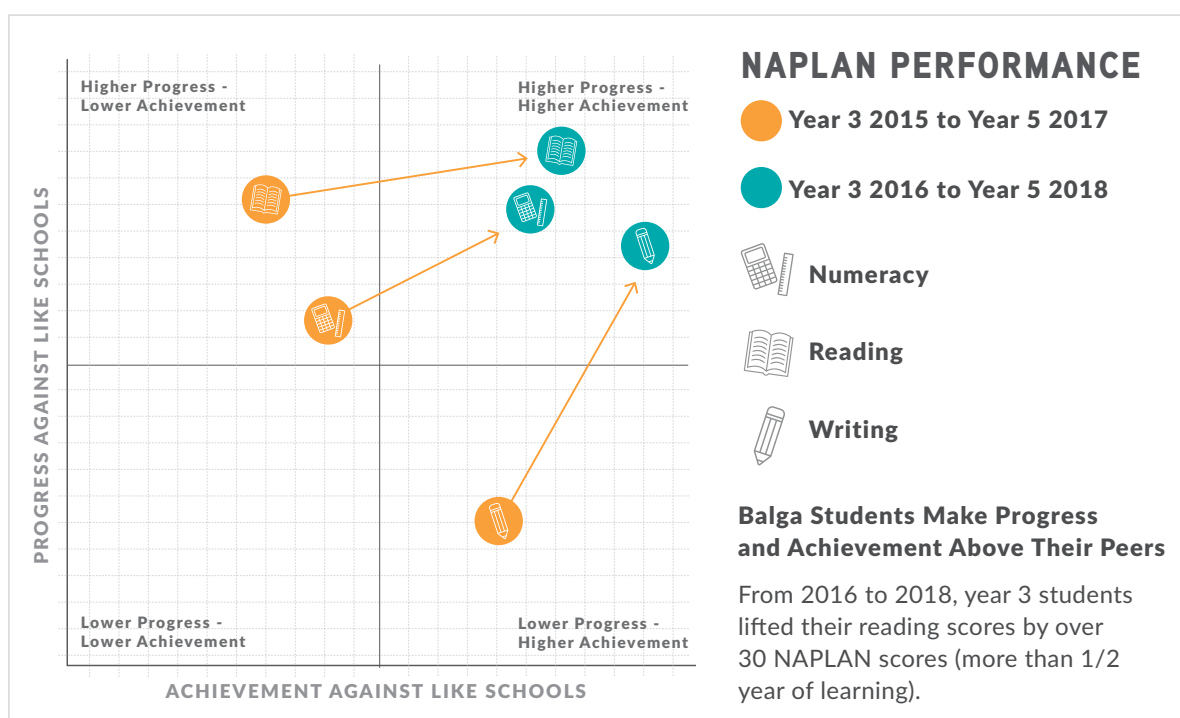 Higher Progress -
Lower Achievement
Higher Progress -
Higher Achievement
PROGRESS AGAINST LIKE SCHOOLS
Lower Progress -
Lower Achievement
Lower Progress -
Higher Achievement
ACHIEVEMENT AGAINST LIKE SCHOOLS
NAPLAN PERFORMANCE
Year 3 2015 to Year 5 2017
Year 3 2016 to Year 5 2018
Numeracy
Reading
Writing
Balga Students Make Progress
and Achievement Above Their Peers
From 2016 to 2018, year 3 students
lifted their reading scores by over
30 NAPLAN scores (more than 1/2
year of learning).